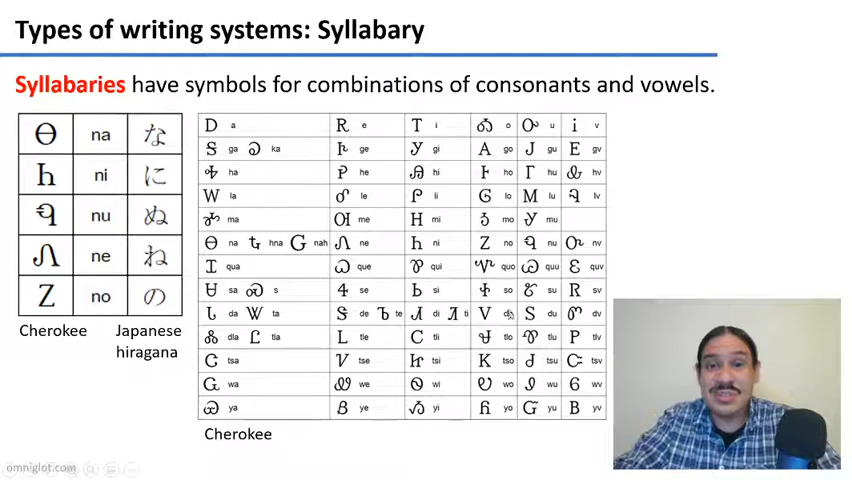 Types of writing systems: Syllabary
Syllabaries have symbols for combinations of consonants and vowels.
Ꮎ na な
Ꮒ ni に
Ꮔ nu ぬ
Ꮑ ne ね
Ꮓ no の
Cherokee Japanese
hiragana
Ꭰ a Ꭱ e Ꭲ i Ꭳ o Ꭴ u Ꭵ v
Ꭶ ga Ꭷ ka Ꭸ ge Ꭹ gi Ꭺ go Ꭻ gu Ꭼ gv
Ꭽ ha Ꭾ he Ꭿ hi Ꮀ ho Ꮁ hu Ꮂ hv
Ꮃ la Ꮄ le Ꮅ li Ꮆ lo Ꮇ lu Ꮈ lv
Ꮉ ma Ꮊ me Ꮋ mi Ꮌ mo Ꮍ mu
Ꮎ na Ꮏ hna Ꮐ nah Ꮑ ne Ꮒ ni Ꮓ no Ꮔ nu Ꮕ nv
Ꮖ qua Ꮗ que Ꮘ qui Ꮙ quo Ꮚ quu Ꮛ quv
Ꮜ sa Ꮝ s Ꮞ se Ꮟ si Ꮠ so Ꮡ su Ꮢ sv
Ꮣ da Ꮤ ta Ꮥ de Ꮦ te Ꮧ di Ꮨ ti Ꮩ do Ꮪ du Ꮫ dv
Ꮬ dla Ꮭ tla Ꮮ tle Ꮯ tli Ꮰ tlo Ꮱ tlu Ꮲ tlv
Ꮳ tsa Ꮴ tse Ꮵ tsi Ꮶ tso Ꮷ tsu Ꮸ tsv
Ꮹ wa Ꮺ we Ꮻ wi Ꮼ wo Ꮽ wu Ꮾ wv
Ꮿ ya Ᏸ ye Ᏹ yi Ᏺ yo Ᏻ yu Ᏼ yv
Cherokee
omniglot.com